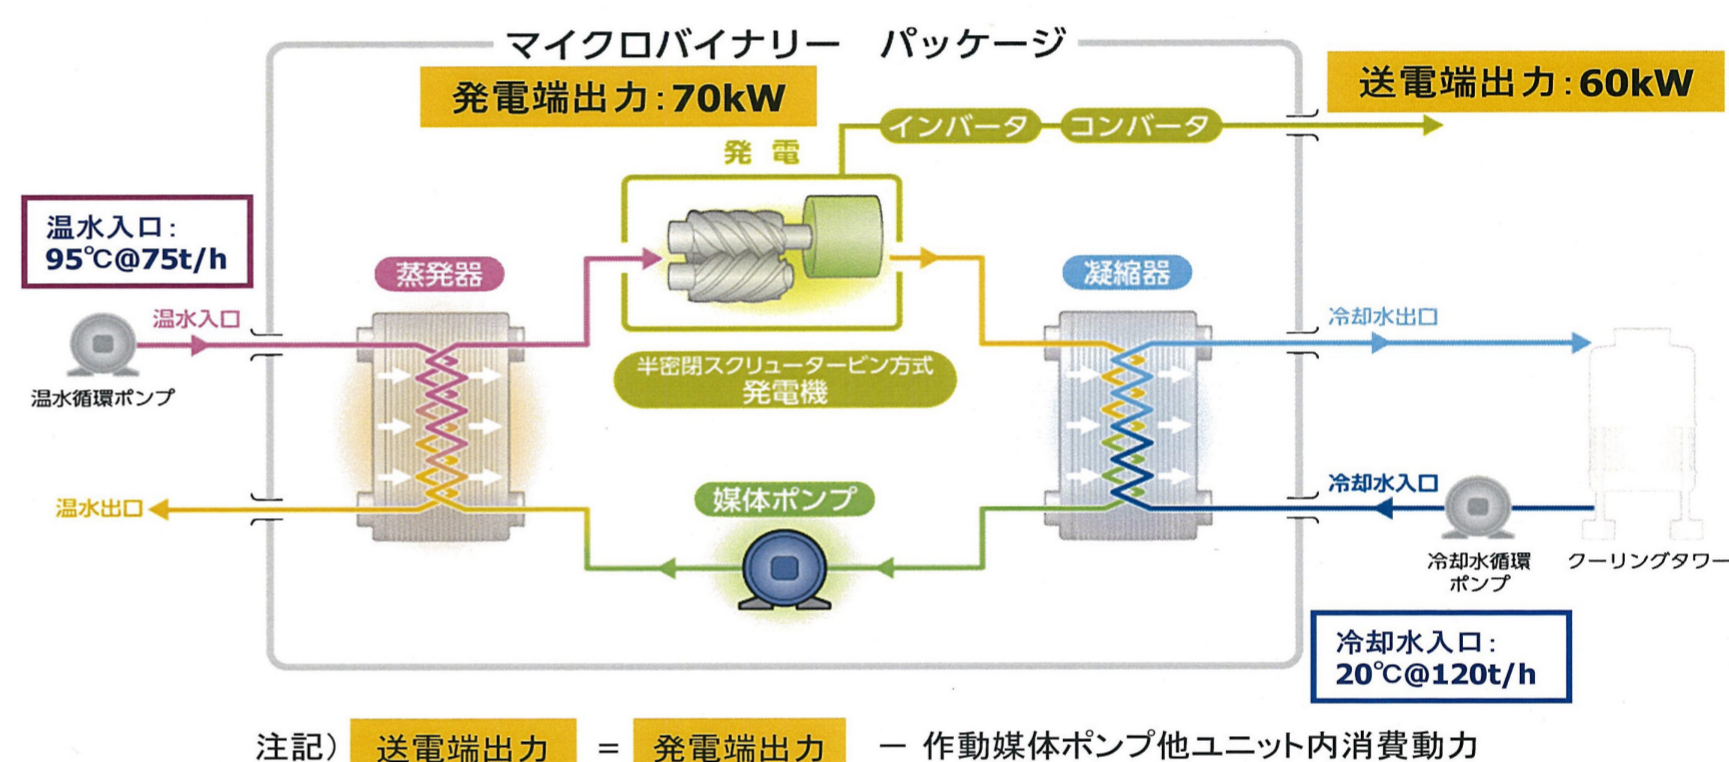 マイクロバイナリー　パッケージ
発電端出力：70kW
送電端出力：60kW
インバータ
コンバータ
発 電
温水入口：
95℃@75t/h
蒸発器
凝縮器
温水入口
冷却水出口
半密閉スクリュータービン方式
発電機
温水循環ポンプ
媒体ポンプ
冷却水入口
温水出口
冷却水循環
ポンプ
クーリングタワー
冷却水入口：
20℃@120t/h
注記） 送電端出力 ＝ 発電端出力 － 作動媒体ポンプ他ユニット内消費動力